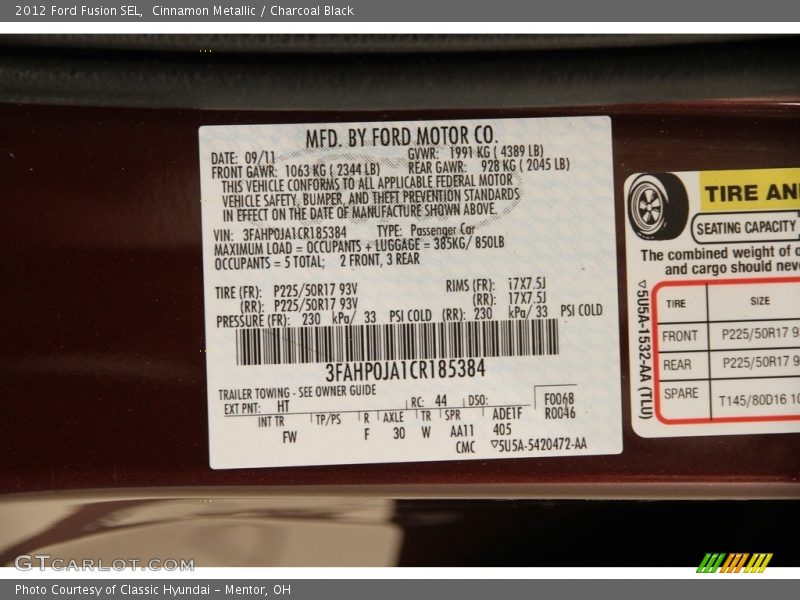 2012 Ford Fusion SEL, Cinnamon Metallic / Charcoal Black
MFD. BY FORD MOTOR CO.
DATE: 09/11 GVWR: 1991 KG ( 4389 LB)
FRONT GAWR: 1063 KG ( 2344 LB) REAR GAWR: 928 KG ( 2045 LB)
THIS VEHICLE CONFORMS TO ALL APPLICABLE FEDERAL MOTOR
VEHICLE SAFETY, BUMPER, AND THEFT PREVENTION STANDARDS
IN EFFECT ON THE DATE OF MANUFACTURE SHOWN ABOVE.
VIN: 3FAHP0JA1CR185384 TYPE: Passenger Car
MAXIMUM LOAD = OCCUPANTS + LUGGAGE = 385KG/ 850LB
OCCUPANTS = 5 TOTAL; 2 FRONT, 3 REAR
TIRE (FR): P225/50R17 93V RIMS (FR): 17X7.5J
(RR): P225/50R17 93V (RR): 17X7.5J
PRESSURE (FR): 230 kPa/ 33 PSI COLD (RR): 230 kPa/ 33 PSI COLD
3FAHP0JA1CR185384
TRAILER TOWING - SEE OWNER GUIDE
EXT PNT: HT RC: 44 DSO: F0068
R0046
INT TR TP/PS R AXLE TR SPR ADE1F
FW F 30 W AA11 405
CMC ▽5U5A-5420472-AA
TIRE AN
SEATING CAPACITY
The combined weight of
and cargo should neve
▽5U5A-1532-AA (TLU)
TIRE SIZE
FRONT P225/50R17 9
REAR P225/50R17 9
SPARE T145/80D16 10
GTCARLOT.COM
Photo Courtesy of Classic Hyundai - Mentor, OH